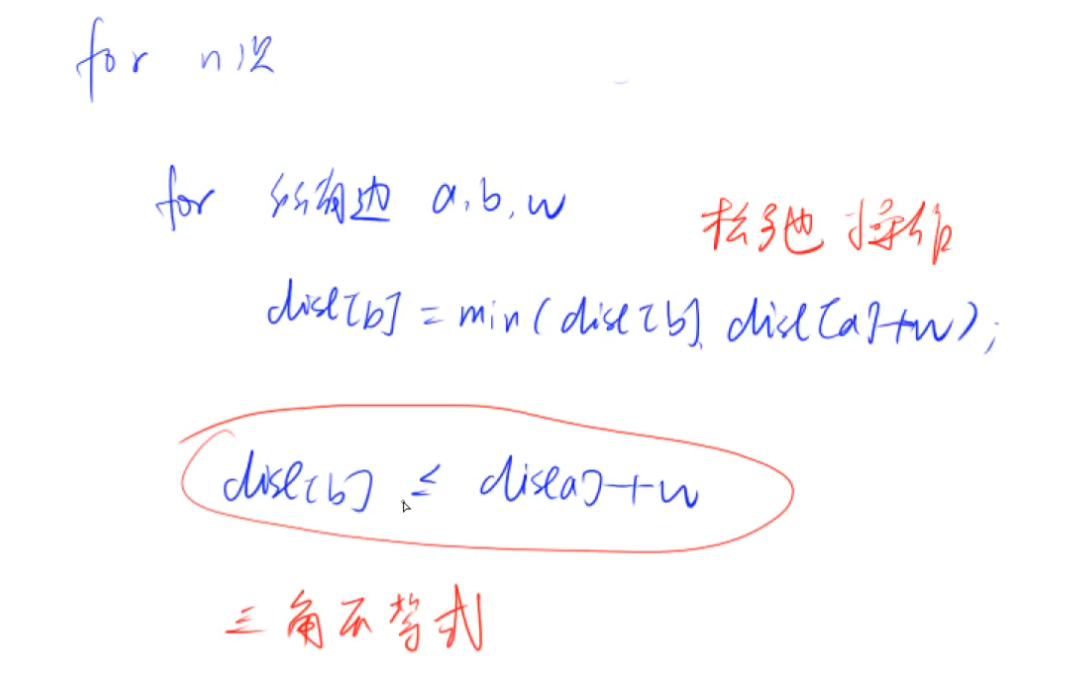 for n次
for 所有边 a,b,w
松弛操作
dist[b] = min(dist[b], dist[a]+w);
dist[b] ≤ dist[a]+w
三角不等式